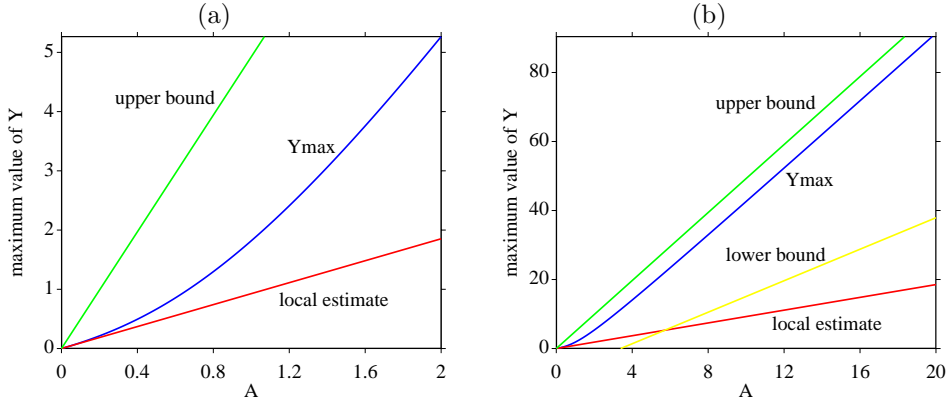 (a)
5
4
3
2
1
0
maximum value of Y
upper bound
Ymax
local estimate
0
0.4
0.8
1.2
1.6
2
A
(b)
80
60
40
20
0
maximum value of Y
upper bound
Ymax
lower bound
local estimate
0
4
8
12
16
20
A